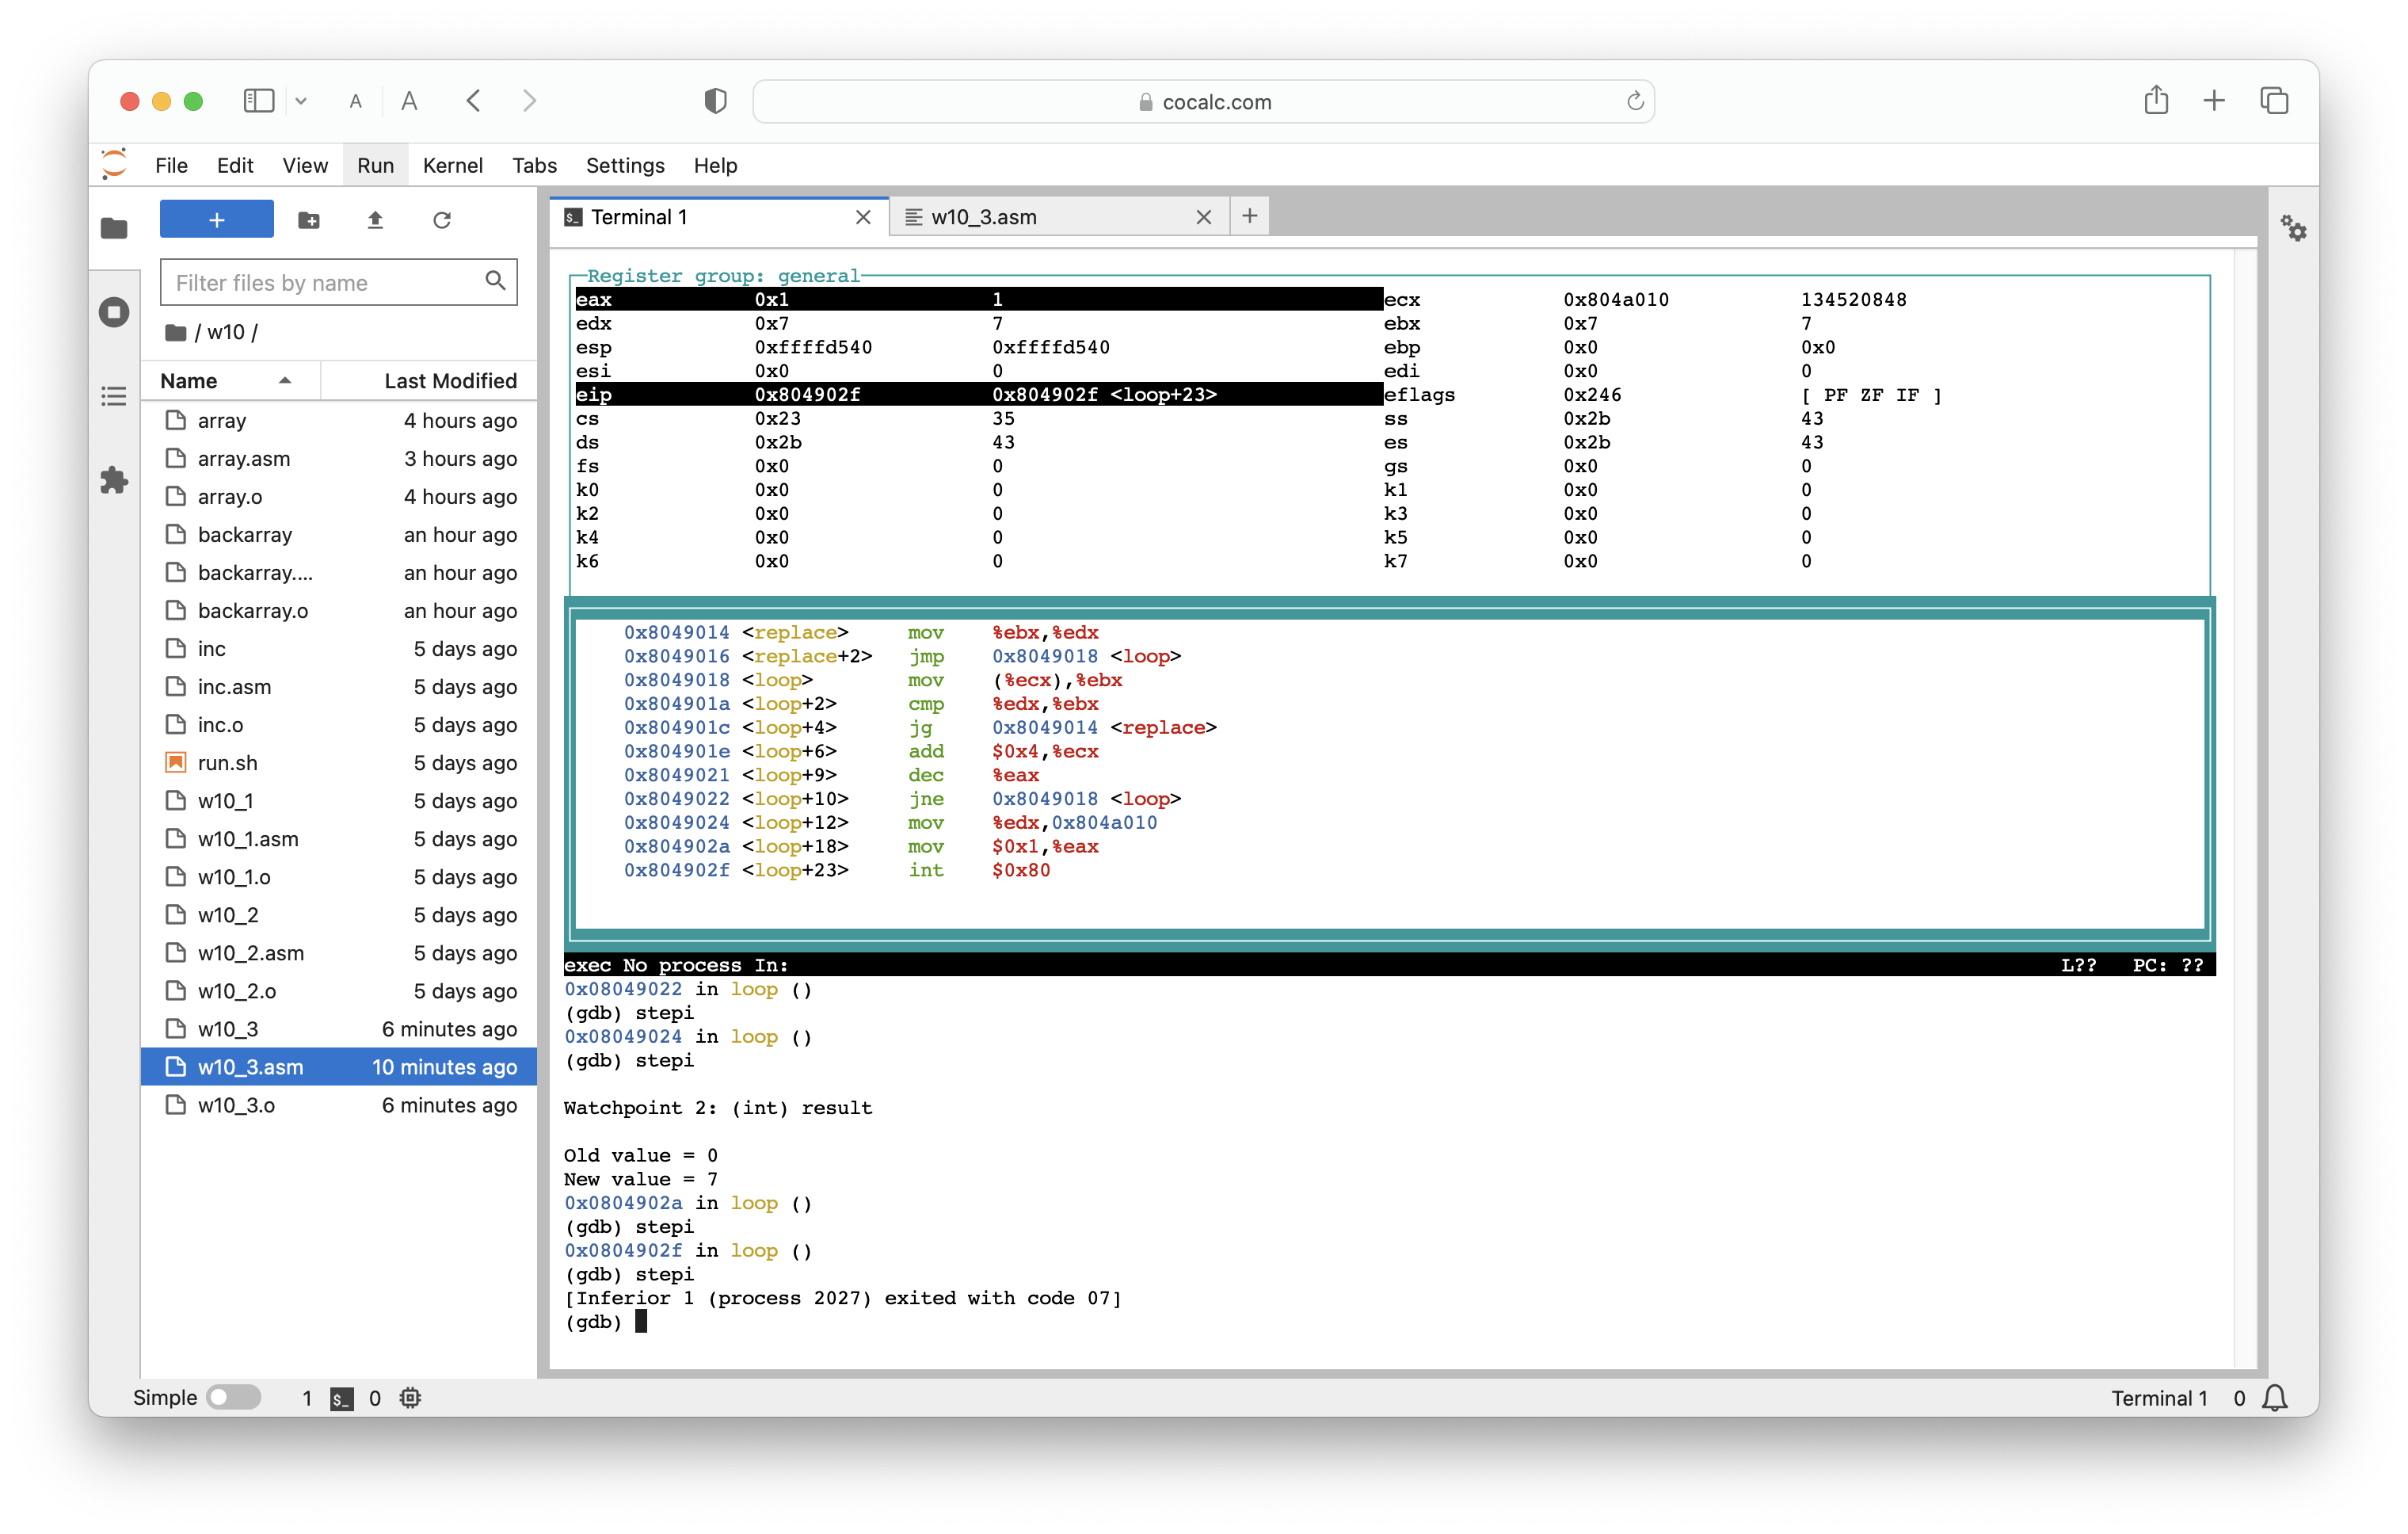 A A cocalc.com
File Edit View Run Kernel Tabs Settings Help
+
Filter files by name
/ w10 /
Name Last Modified
array 4 hours ago
array.asm 3 hours ago
array.o 4 hours ago
backarray an hour ago
backarray.... an hour ago
backarray.o an hour ago
inc 5 days ago
inc.asm 5 days ago
inc.o 5 days ago
run.sh 5 days ago
w10_1 5 days ago
w10_1.asm 5 days ago
w10_1.o 5 days ago
w10_2 5 days ago
w10_2.asm 5 days ago
w10_2.o 5 days ago
w10_3 6 minutes ago
w10_3.asm 10 minutes ago
w10_3.o 6 minutes ago
$_ Terminal 1 w10_3.asm +
Register group: general
eax 0x1 1 ecx 0x804a010 134520848
edx 0x7 7 ebx 0x7 7
esp 0xffffd540 0xffffd540 ebp 0x0 0x0
esi 0x0 0 edi 0x0 0
eip 0x804902f 0x804902f <loop+23> eflags 0x246 [ PF ZF IF ]
cs 0x23 35 ss 0x2b 43
ds 0x2b 43 es 0x2b 43
fs 0x0 0 gs 0x0 0
k0 0x0 0 k1 0x0 0
k2 0x0 0 k3 0x0 0
k4 0x0 0 k5 0x0 0
k6 0x0 0 k7 0x0 0
0x8049014 <replace> mov %ebx,%edx
0x8049016 <replace+2> jmp 0x8049018 <loop>
0x8049018 <loop> mov (%ecx),%ebx
0x804901a <loop+2> cmp %edx,%ebx
0x804901c <loop+4> jg 0x8049014 <replace>
0x804901e <loop+6> add $0x4,%ecx
0x8049021 <loop+9> dec %eax
0x8049022 <loop+10> jne 0x8049018 <loop>
0x8049024 <loop+12> mov %edx,0x804a010
0x804902a <loop+18> mov $0x1,%eax
0x804902f <loop+23> int $0x80
exec No process In: L?? PC: ??
0x08049022 in loop ()
(gdb) stepi
0x08049024 in loop ()
(gdb) stepi
Watchpoint 2: (int) result
Old value = 0
New value = 7
0x0804902a in loop ()
(gdb) stepi
0x0804902f in loop ()
(gdb) stepi
[Inferior 1 (process 2027) exited with code 07]
(gdb)
Simple 1 $_ 0 Terminal 1 0